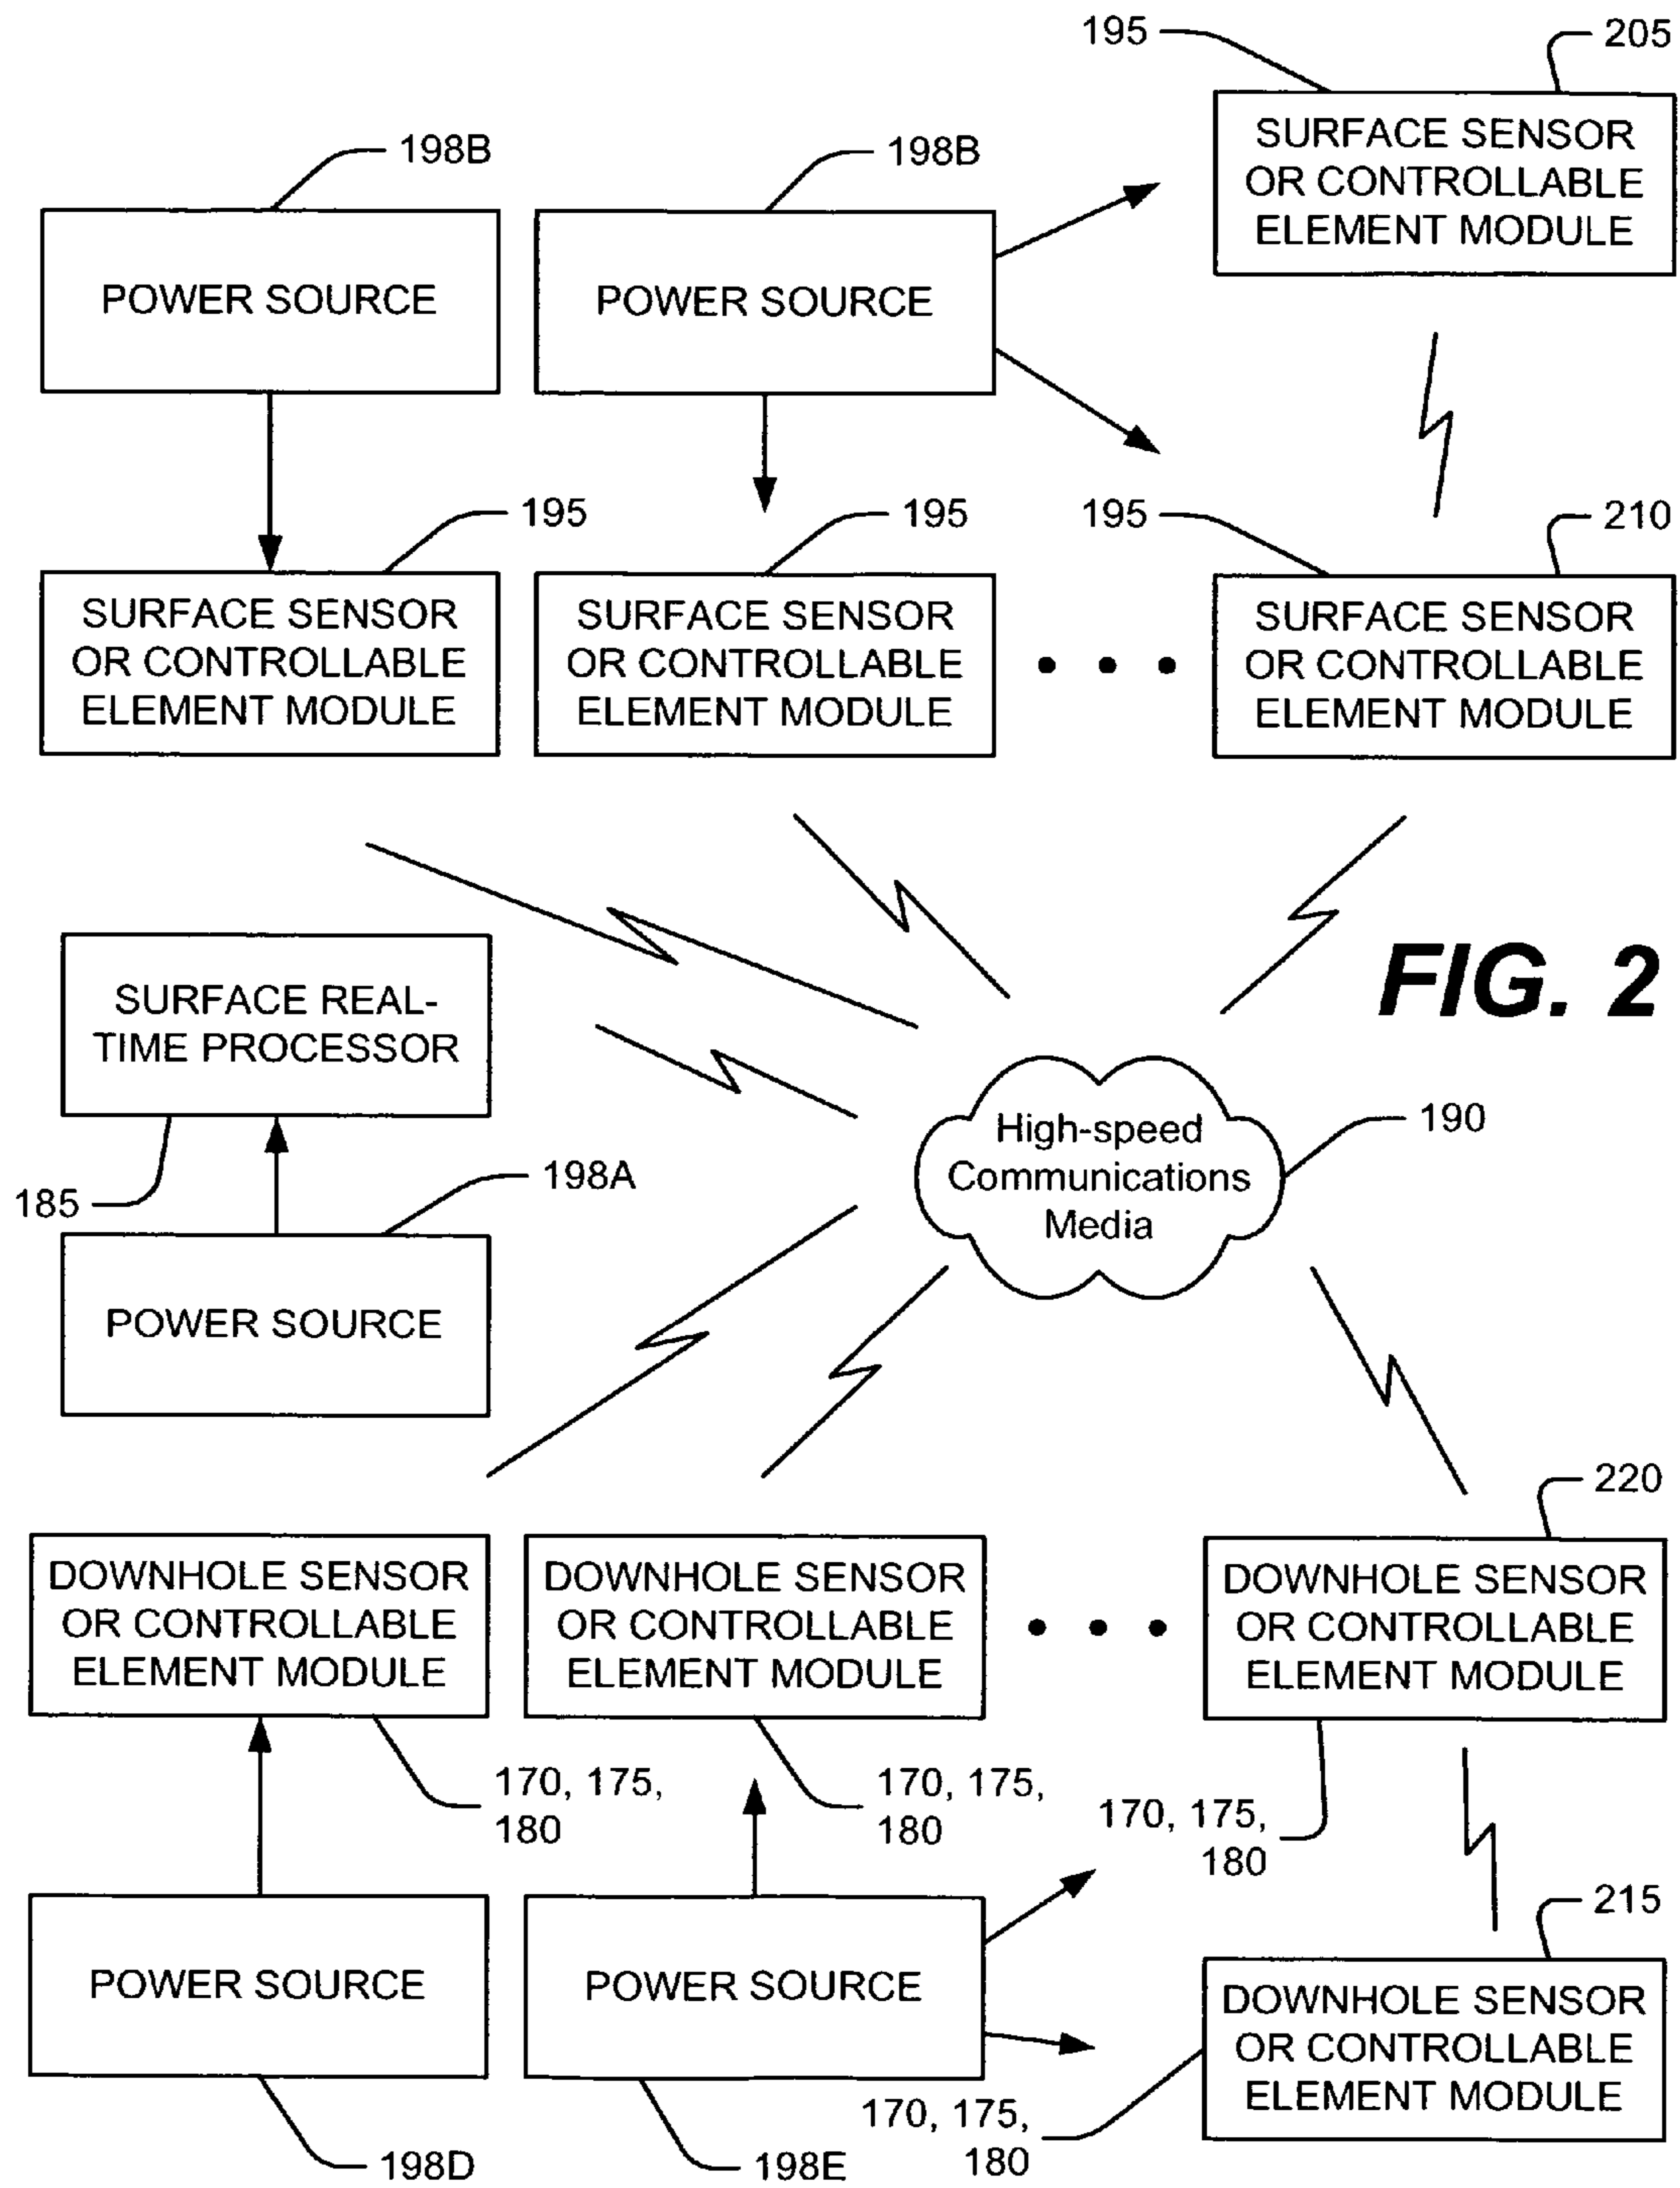 195
205
198B
198B
SURFACE SENSOR
OR CONTROLLABLE
ELEMENT MODULE
POWER SOURCE
POWER SOURCE
195
195
195
210
SURFACE SENSOR
OR CONTROLLABLE
ELEMENT MODULE
SURFACE SENSOR
OR CONTROLLABLE
ELEMENT MODULE
SURFACE SENSOR
OR CONTROLLABLE
ELEMENT MODULE
FIG. 2
SURFACE REAL-
TIME PROCESSOR
185
198A
POWER SOURCE
High-speed
Communications
Media
190
220
DOWNHOLE SENSOR
OR CONTROLLABLE
ELEMENT MODULE
DOWNHOLE SENSOR
OR CONTROLLABLE
ELEMENT MODULE
DOWNHOLE SENSOR
OR CONTROLLABLE
ELEMENT MODULE
170, 175,
180
170, 175,
180
170, 175,
180
215
POWER SOURCE
POWER SOURCE
DOWNHOLE SENSOR
OR CONTROLLABLE
ELEMENT MODULE
170, 175,
180
198D
198E